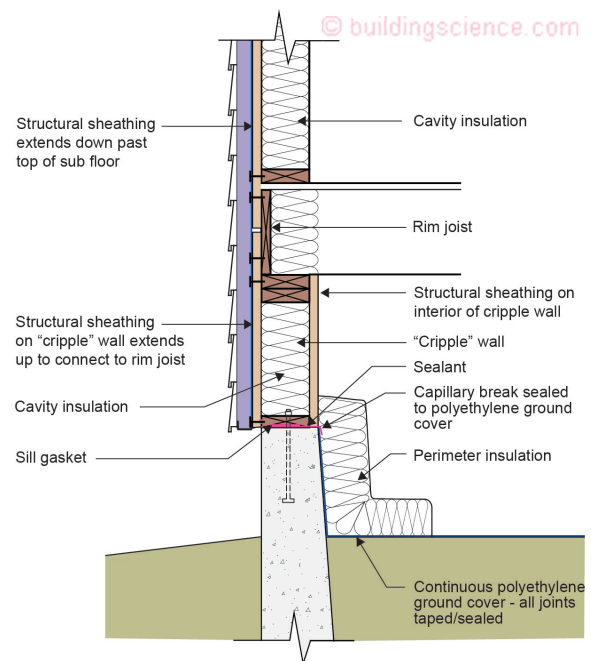 © buildingscience.com
Structural sheathing
extends down past
top of sub floor
Cavity insulation
Rim joist
Structural sheathing on
interior of cripple wall
Structural sheathing
on “cripple” wall extends
up to connect to rim joist
“Cripple” wall
Sealant
Cavity insulation
Capillary break sealed
to polyethylene ground
cover
Sill gasket
Perimeter insulation
Continuous polyethylene
ground cover - all joints
taped/sealed